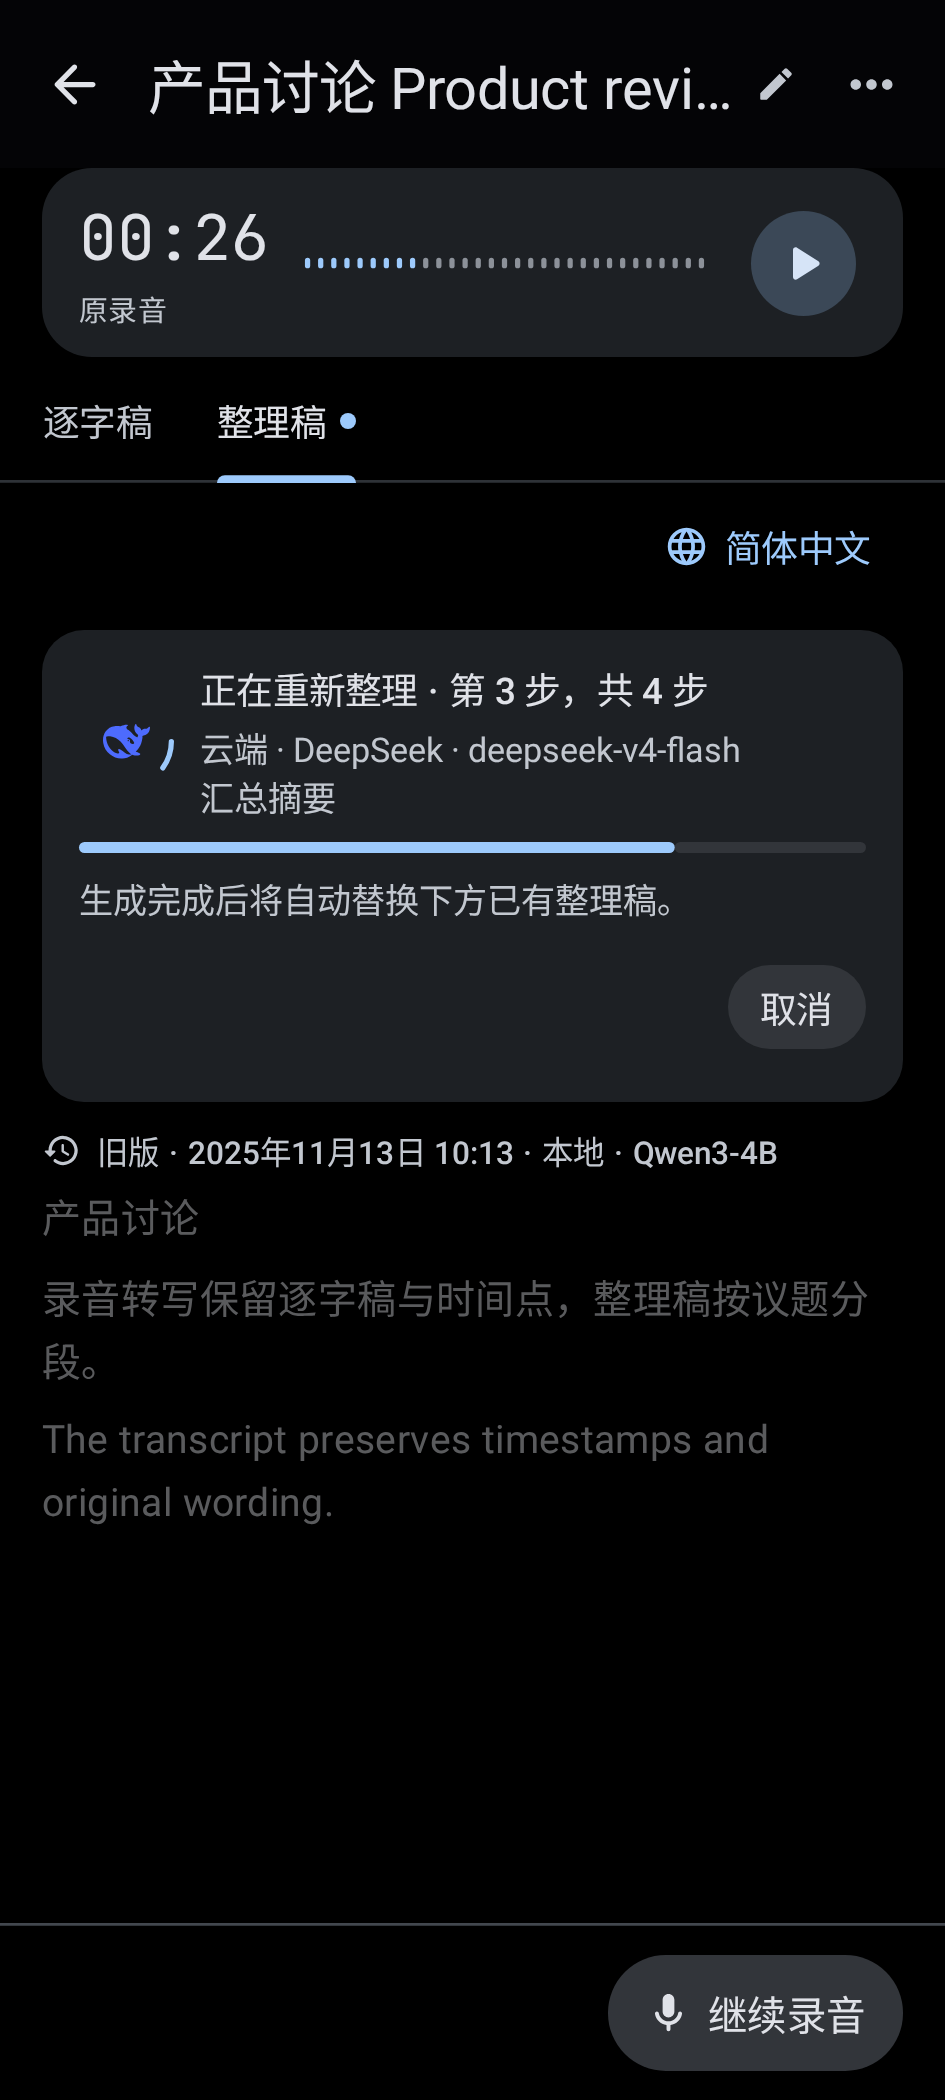 产品讨论 Product revi...
00:26
原录音
逐字稿
整理稿
简体中文
正在重新整理 · 第 3 步，共 4 步
云端 · DeepSeek · deepseek-v4-flash
汇总摘要
生成完成后将自动替换下方已有整理稿。
取消
旧版 · 2025年11月13日 10:13 · 本地 · Qwen3-4B
产品讨论
录音转写保留逐字稿与时间点，整理稿按议题分
段。
The transcript preserves timestamps and
original wording.
继续录音